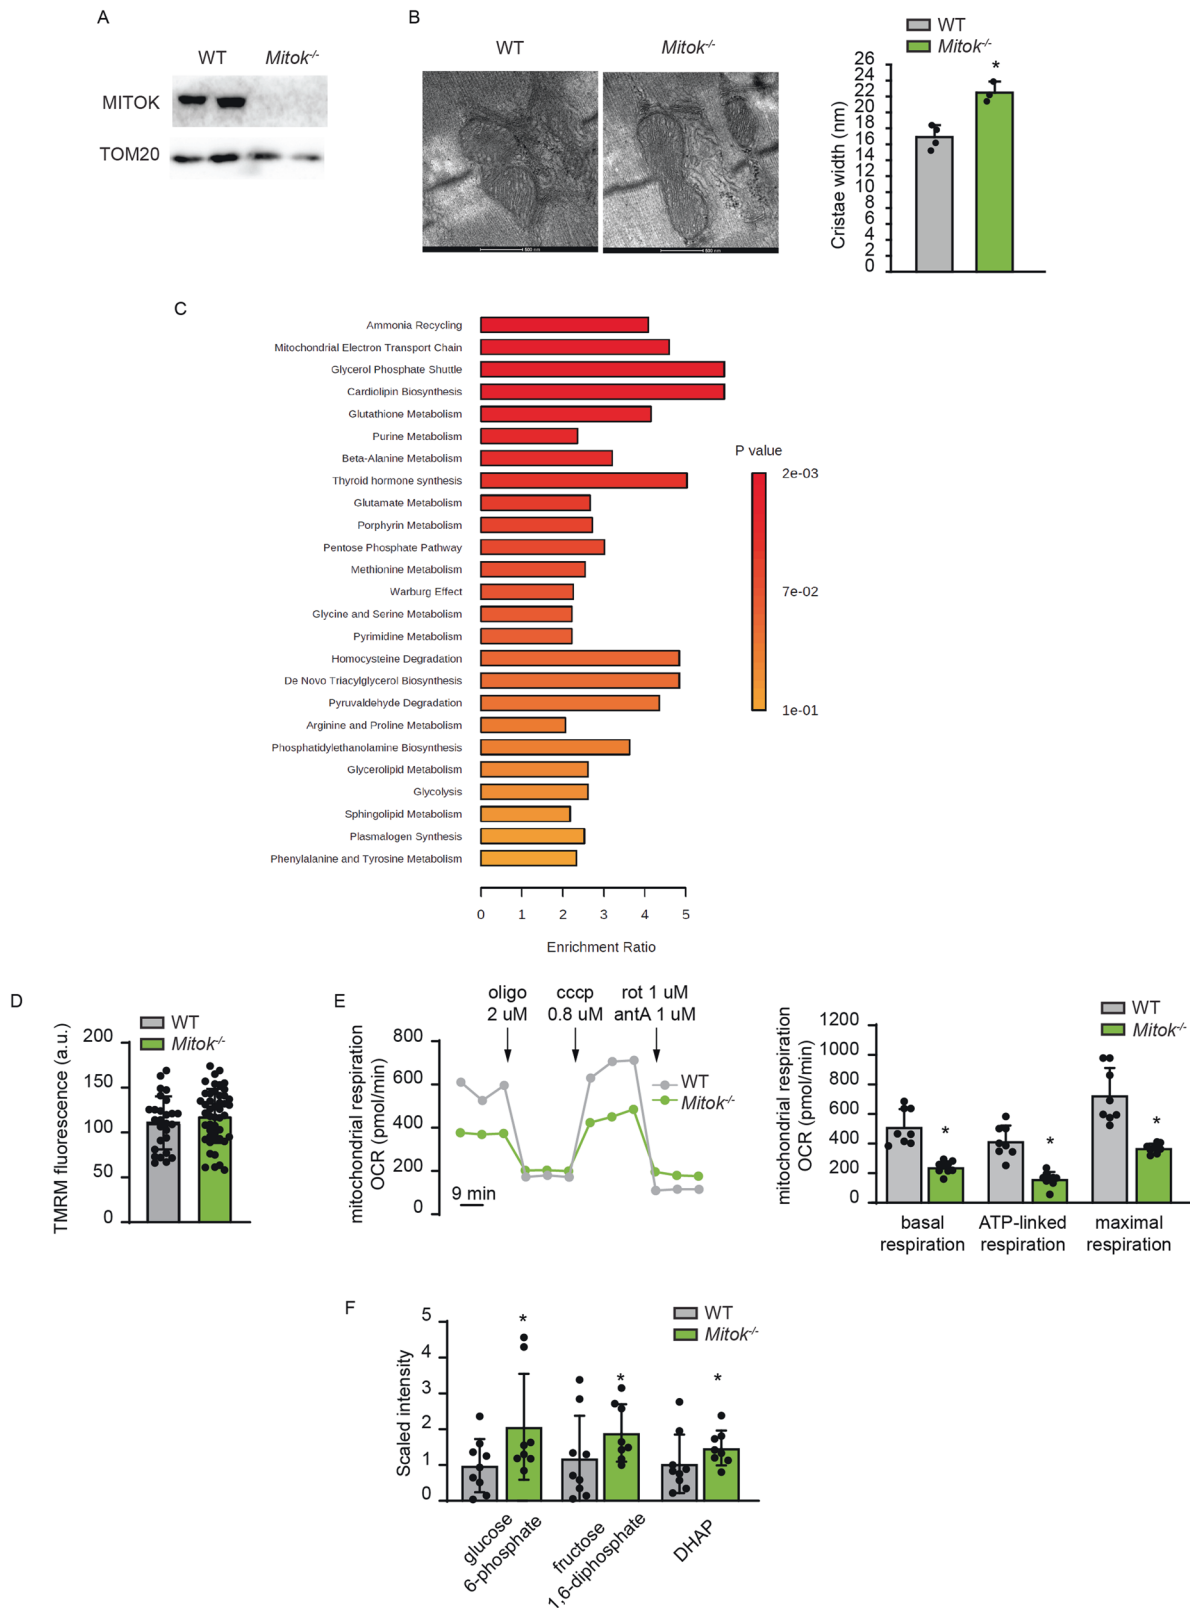 A
WT
Mitok-/-
MITOK
TOM20
B
WT
Mitok-/-
500 nm
500 nm
WT
Mitok-/-
Cristae width (nm)
26
24
22
20
18
16
14
12
10
8
6
4
2
0
*
C
Ammonia Recycling
Mitochondrial Electron Transport Chain
Glycerol Phosphate Shuttle
Cardiolipin Biosynthesis
Glutathione Metabolism
Purine Metabolism
Beta-Alanine Metabolism
Thyroid hormone synthesis
Glutamate Metabolism
Porphyrin Metabolism
Pentose Phosphate Pathway
Methionine Metabolism
Warburg Effect
Glycine and Serine Metabolism
Pyrimidine Metabolism
Homocysteine Degradation
De Novo Triacylglycerol Biosynthesis
Pyruvaldehyde Degradation
Arginine and Proline Metabolism
Phosphatidylethanolamine Biosynthesis
Glycerolipid Metabolism
Glycolysis
Sphingolipid Metabolism
Plasmalogen Synthesis
Phenylalanine and Tyrosine Metabolism
0 1 2 3 4 5
Enrichment Ratio
P value
2e-03
7e-02
1e-01
D
WT
Mitok-/-
TMRM fluorescence (a.u.)
200
150
100
50
0
E
oligo
2 uM
cccp
0.8 uM
rot 1 uM
antA 1 uM
mitochondrial respiration
OCR (pmol/min)
800
600
400
200
0
9 min
WT
Mitok-/-
WT
Mitok-/-
mitochondrial respiration
OCR (pmol/min)
1200
1000
800
600
400
200
0
*
*
*
basal
respiration
ATP-linked
respiration
maximal
respiration
F
WT
Mitok-/-
Scaled intensity
5
4
3
2
1
0
*
*
*
glucose
6-phosphate
fructose
1,6-diphosphate
DHAP